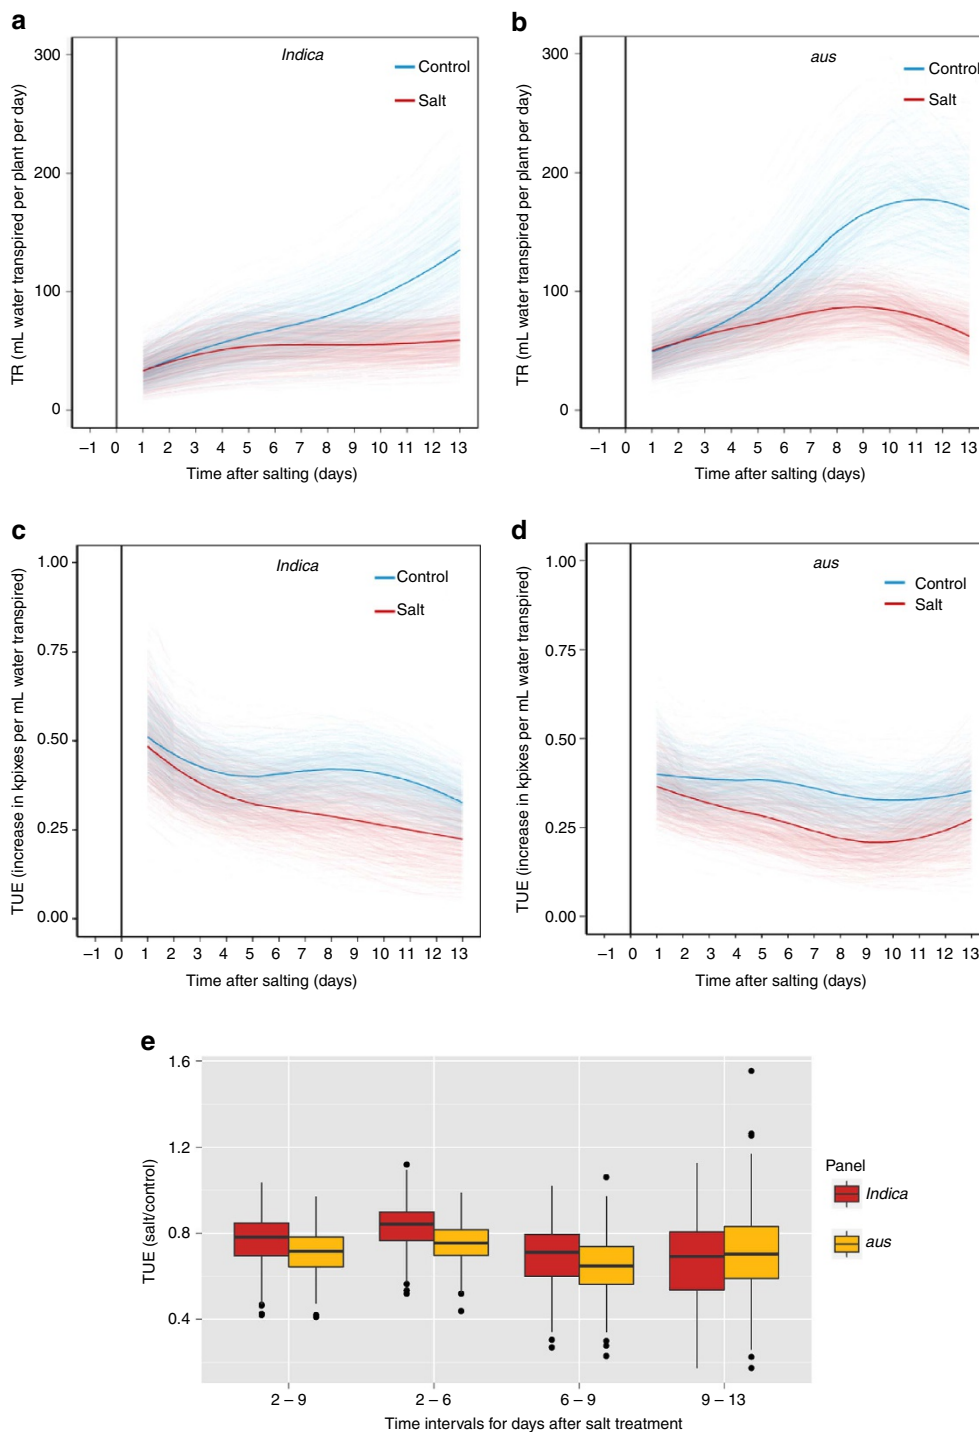 a
Indica
Control
Salt
300
200
100
0
TR (mL water transpired per plant per day)
–1 0 1 2 3 4 5 6 7 8 9 10 11 12 13
Time after salting (days)
b
aus
Control
Salt
300
200
100
0
TR (mL water transpired per plant per day)
–1 0 1 2 3 4 5 6 7 8 9 10 11 12 13
Time after salting (days)
c
Indica
Control
Salt
1.00
0.75
0.50
0.25
0.00
TUE (increase in kpixes per mL water transpired)
–1 0 1 2 3 4 5 6 7 8 9 10 11 12 13
Time after salting (days)
d
aus
Control
Salt
1.00
0.75
0.50
0.25
0.00
TUE (increase in kpixes per mL water transpired)
–1 0 1 2 3 4 5 6 7 8 9 10 11 12 13
Time after salting (days)
e
1.6
1.2
0.8
0.4
TUE (salt/control)
2 – 9 2 – 6 6 – 9 9 – 13
Time intervals for days after salt treatment
Panel
Indica
aus